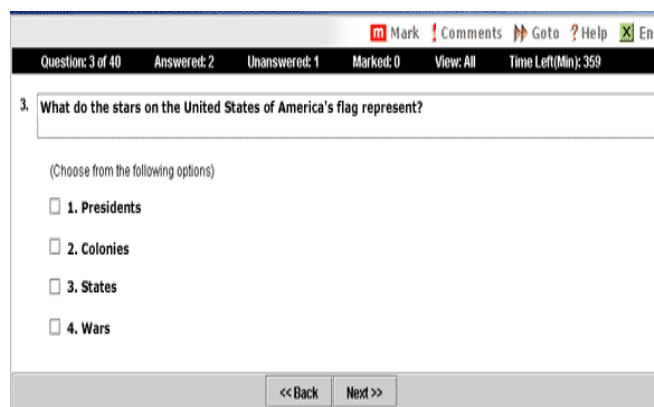 m Mark ! Comments Goto ? Help X En
Question: 3 of 40 Answered: 2 Unanswered: 1 Marked: 0 View: All Time Left(Min): 359
3. What do the stars on the United States of America's flag represent?
(Choose from the following options)
1. Presidents
2. Colonies
3. States
4. Wars
<< Back Next >>